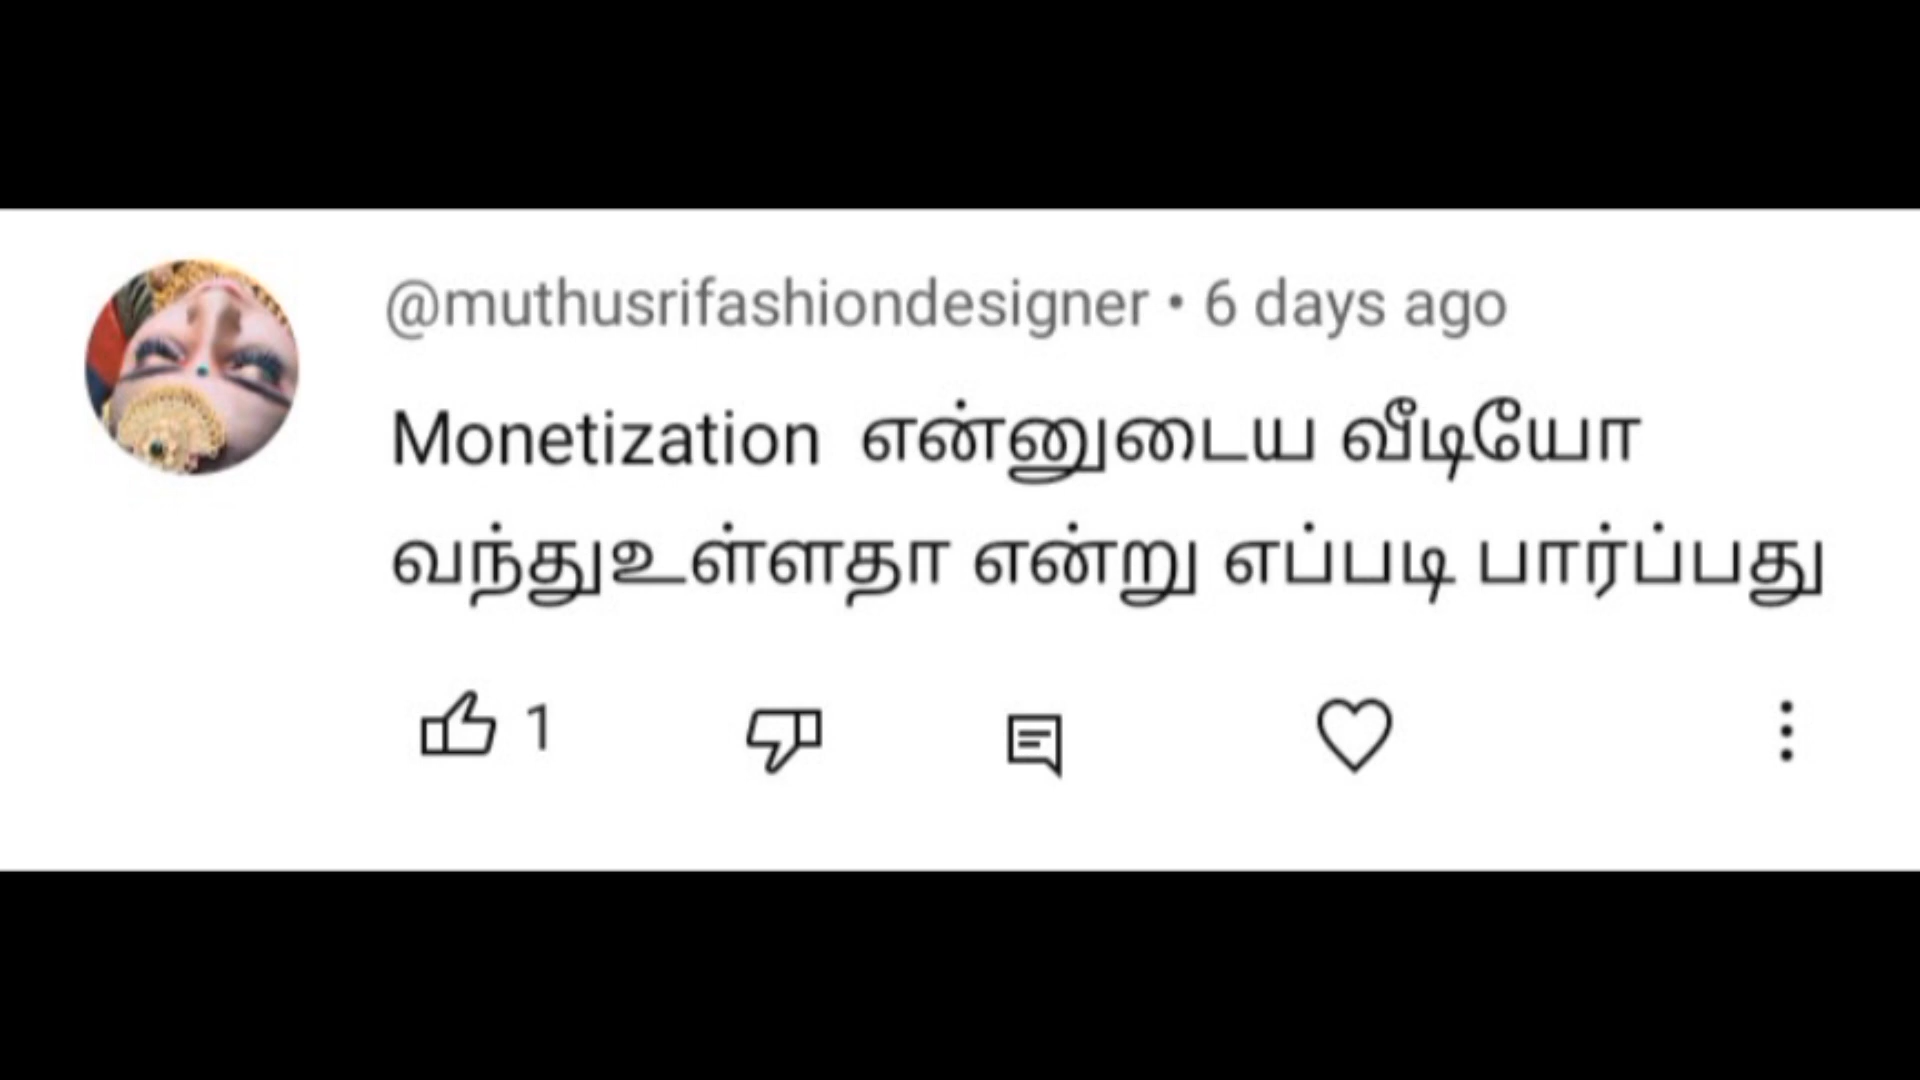 @muthusrifashiondesigner • 6 days ago
Monetization என்னுடைய வீடியோ
வந்துஉள்ளதா என்று எப்படி பார்ப்பது
1